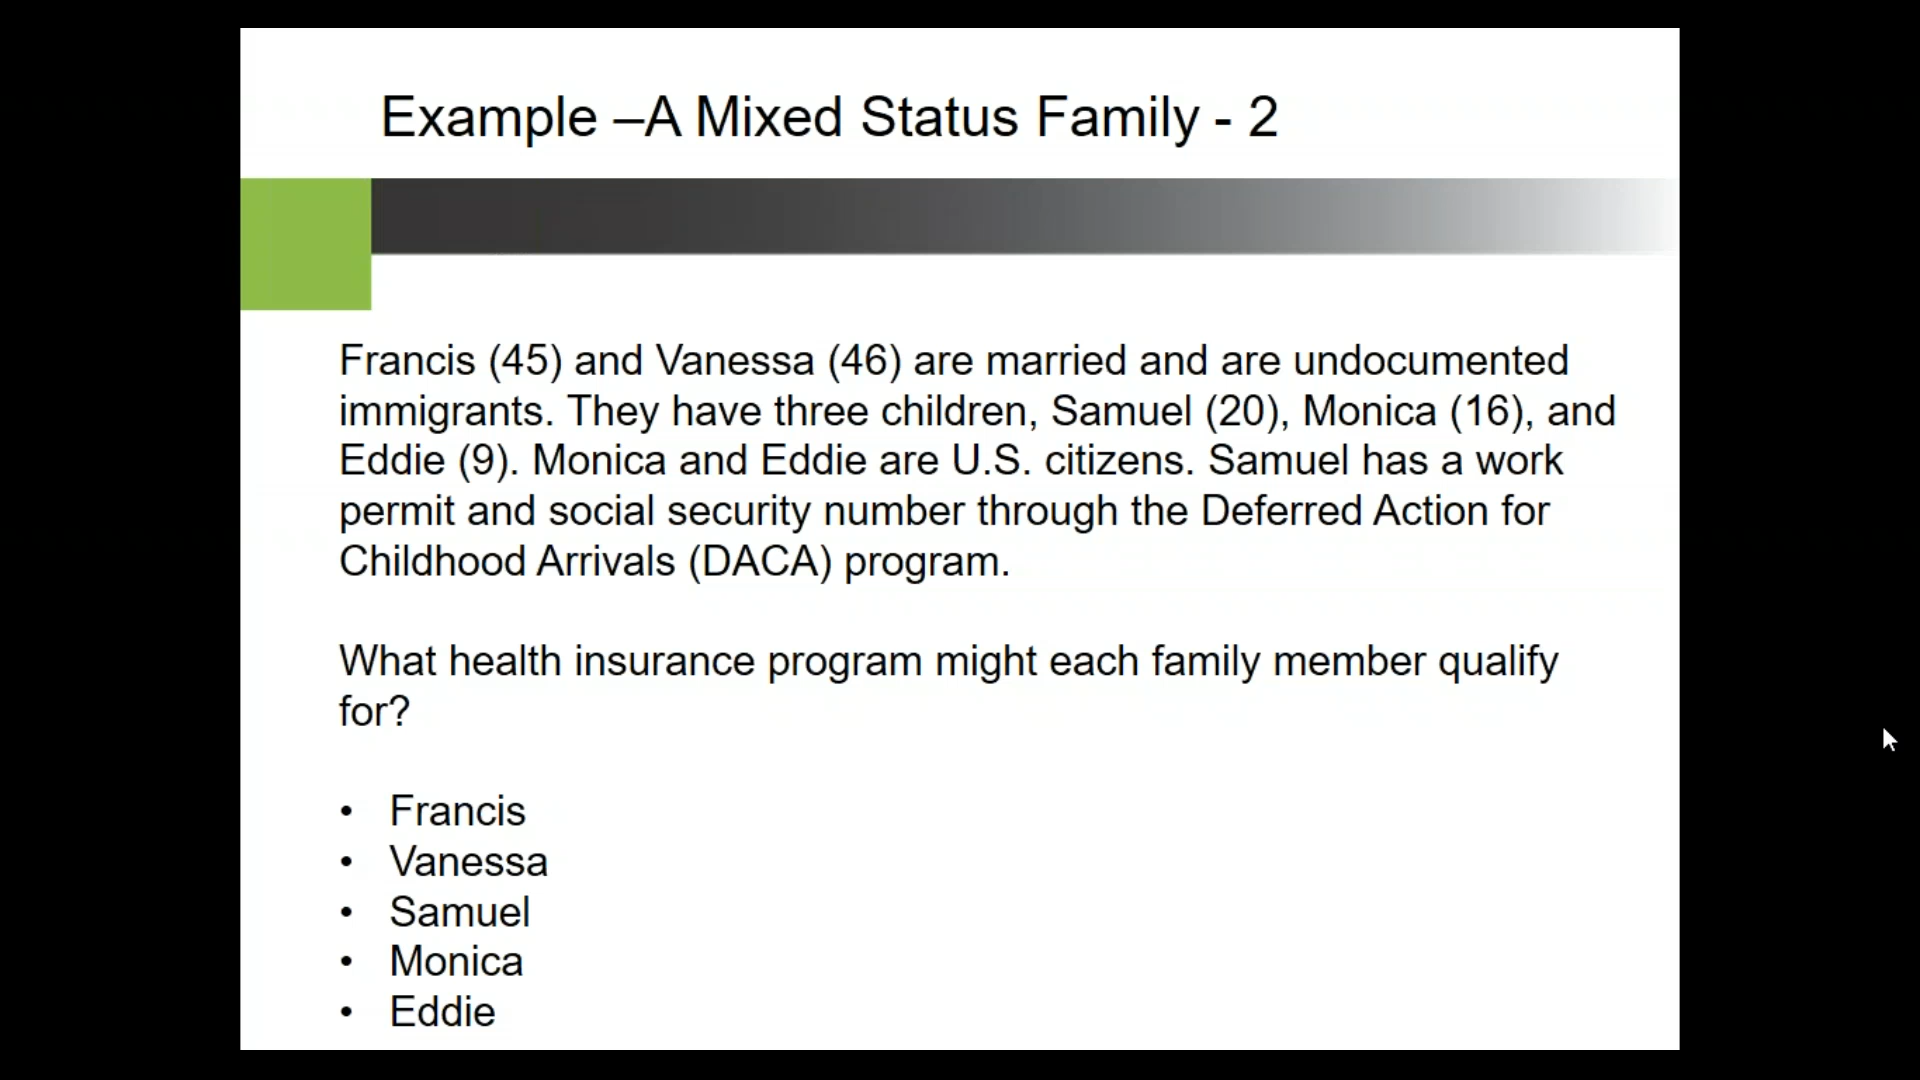 Example –A Mixed Status Family - 2
Francis (45) and Vanessa (46) are married and are undocumented
immigrants. They have three children, Samuel (20), Monica (16), and
Eddie (9). Monica and Eddie are U.S. citizens. Samuel has a work
permit and social security number through the Deferred Action for
Childhood Arrivals (DACA) program.
What health insurance program might each family member qualify
for?
• Francis
• Vanessa
• Samuel
• Monica
• Eddie